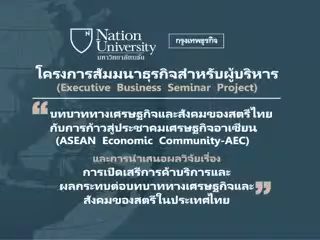 Nation
University
มหาวิทยาลัยเนชั่น
กรุงเทพธุรกิจ
โครงการสัมมนาธุรกิจสำหรับผู้บริหาร
(Executive Business Seminar Project)
“บทบาททางเศรษฐกิจและสังคมของสตรีไทย
กับการก้าวสู่ประชาคมเศรษฐกิจอาเซียน
(ASEAN Economic Community-AEC)
และการนำเสนอผลวิจัยเรื่อง
การเปิดเสรีการค้าบริการและ
ผลกระทบต่อบทบาททางเศรษฐกิจและ
สังคมของสตรีในประเทศไทย”